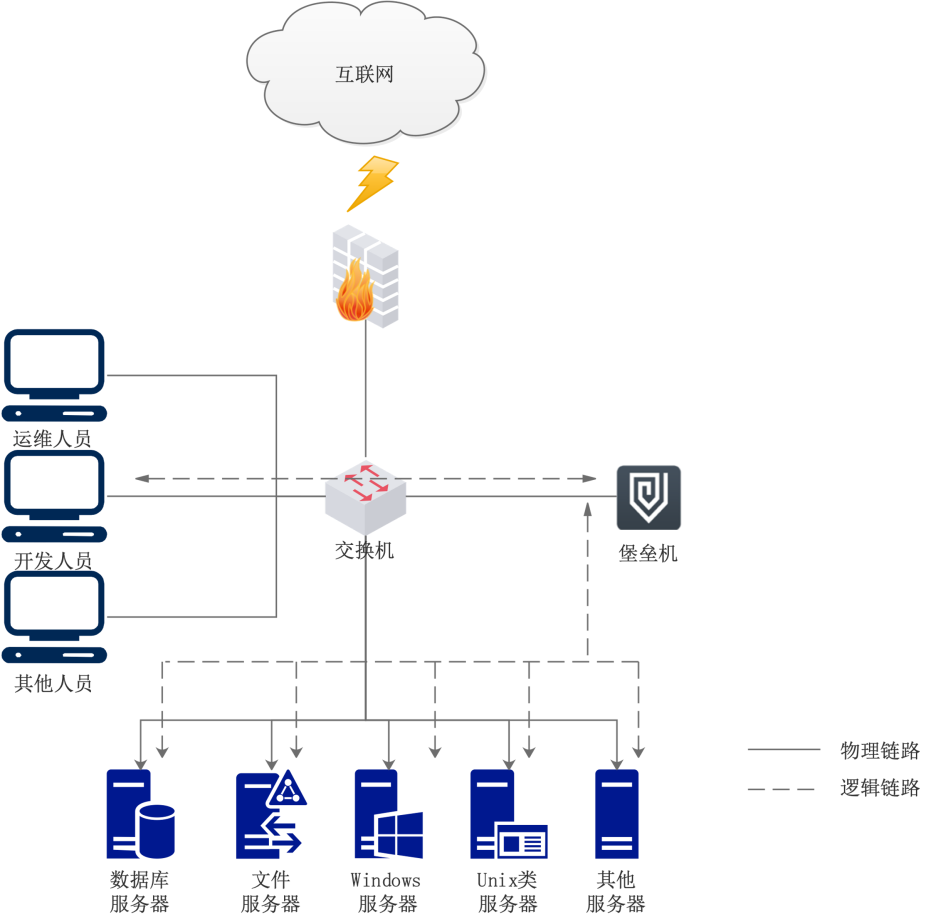 互联网
运维人员
交换机
堡垒机
开发人员
其他人员
物理链路
逻辑链路
数据库
服务器
文件
服务器
Windows
服务器
Unix类
服务器
其他
服务器